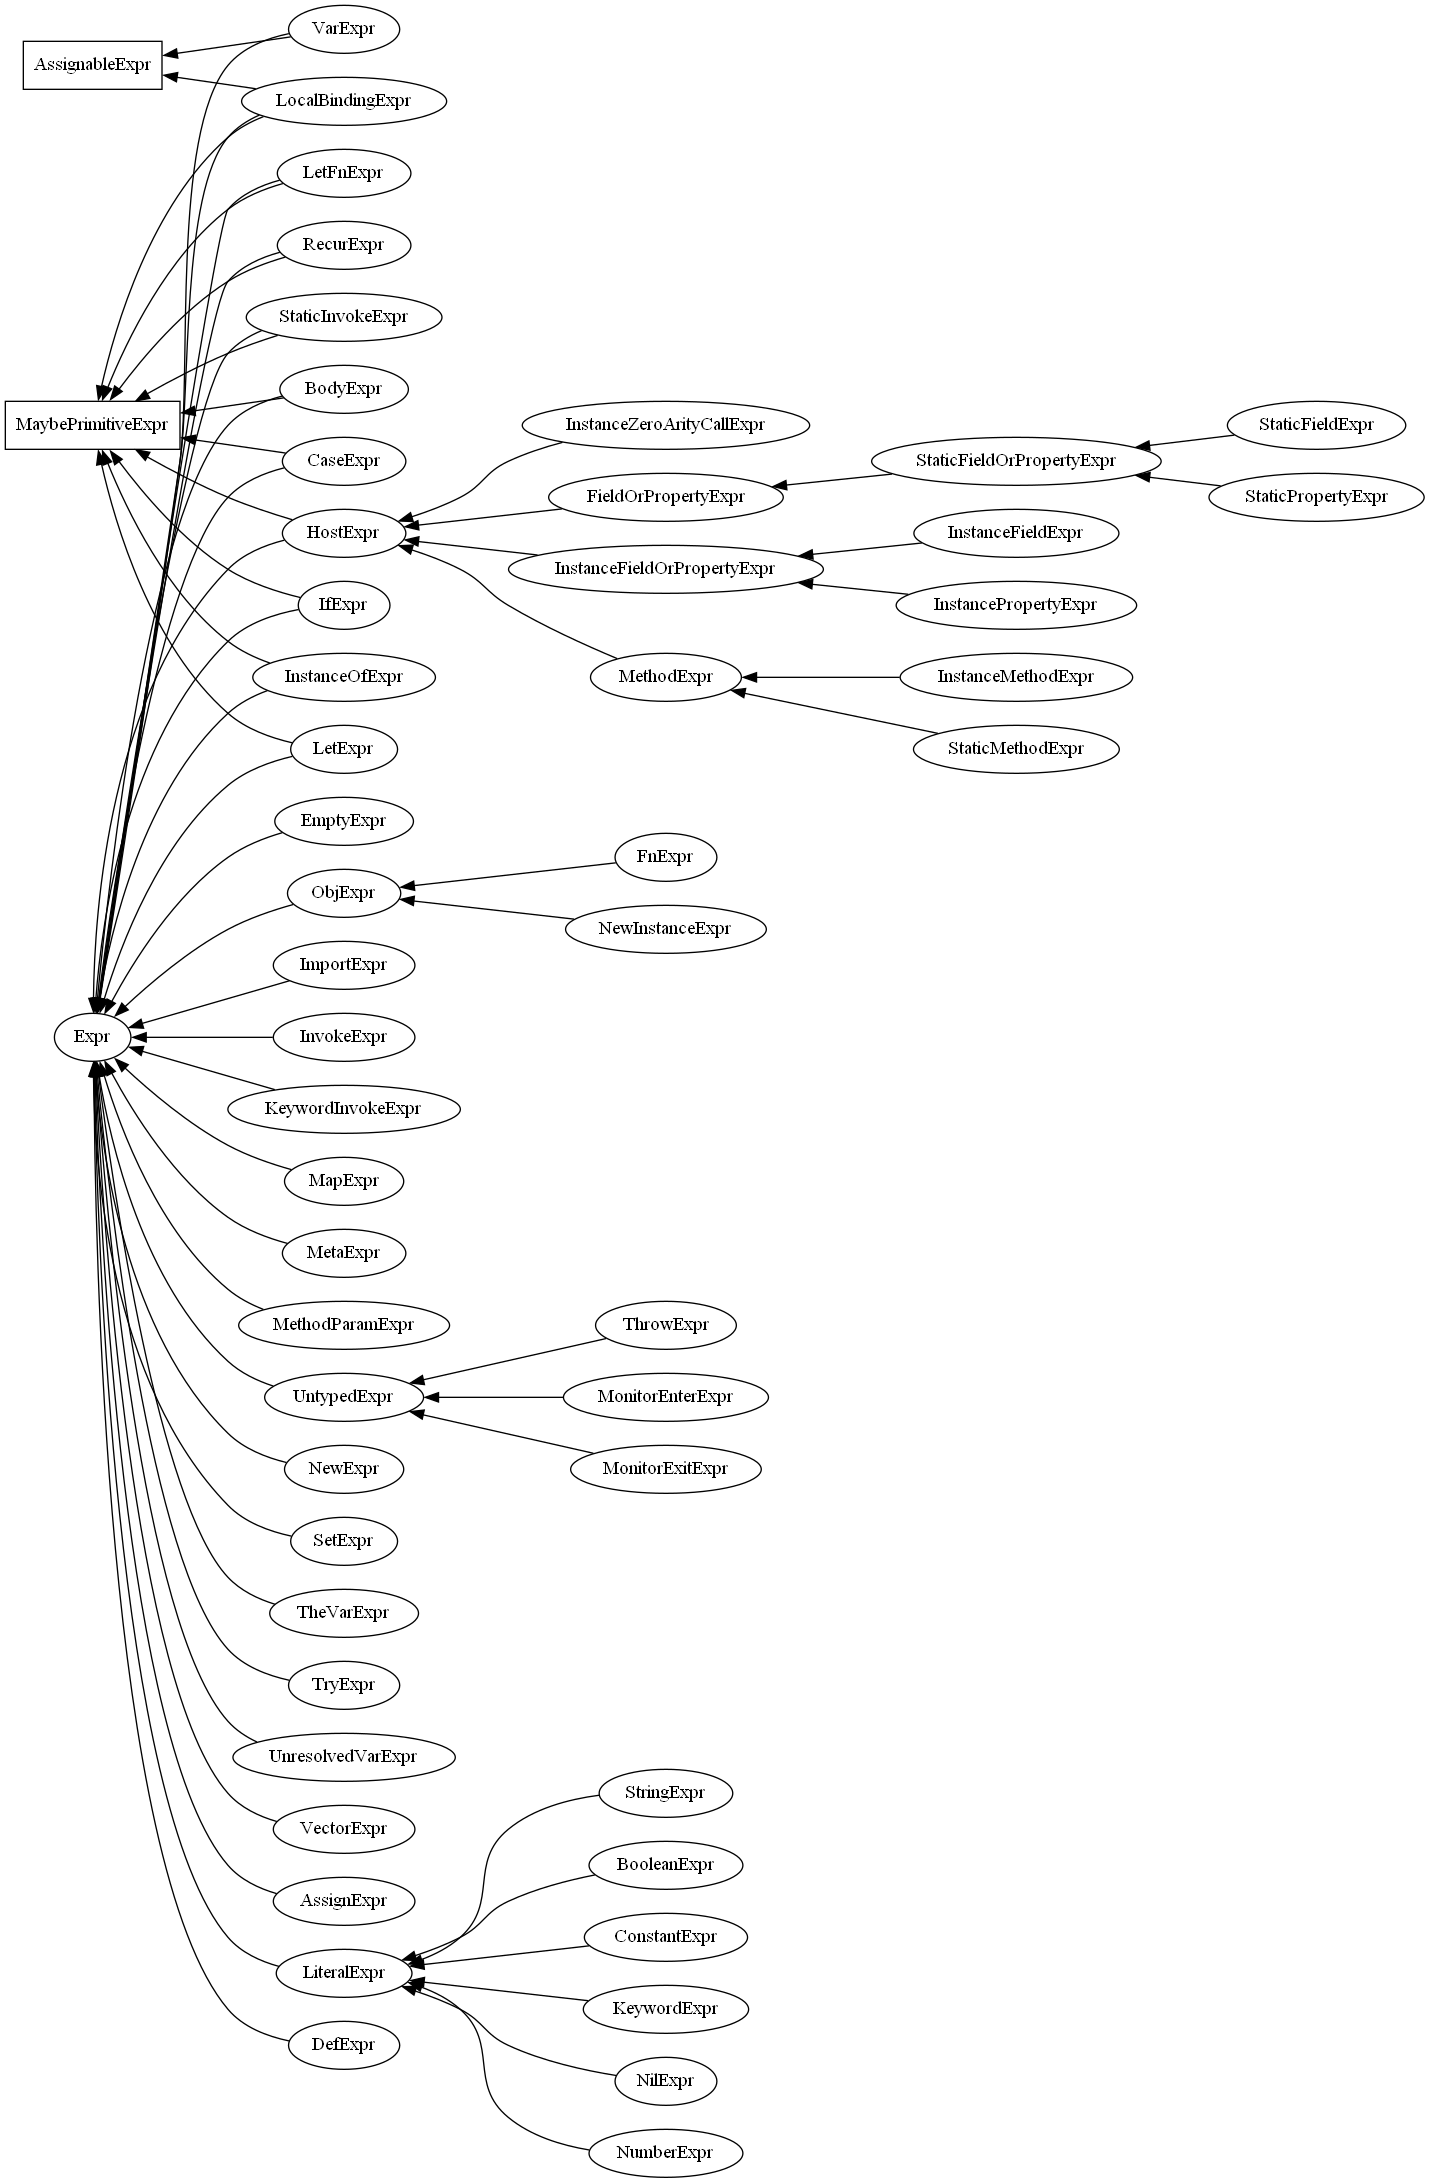 VarExpr
AssignableExpr
LocalBindingExpr
LetFnExpr
RecurExpr
StaticInvokeExpr
BodyExpr
MaybePrimitiveExpr
InstanceZeroArityCallExpr
StaticFieldExpr
CaseExpr
StaticFieldOrPropertyExpr
FieldOrPropertyExpr
StaticPropertyExpr
HostExpr
InstanceFieldExpr
InstanceFieldOrPropertyExpr
IfExpr
InstancePropertyExpr
InstanceOfExpr
MethodExpr
InstanceMethodExpr
LetExpr
StaticMethodExpr
EmptyExpr
FnExpr
ObjExpr
NewInstanceExpr
ImportExpr
Expr
InvokeExpr
KeywordInvokeExpr
MapExpr
MetaExpr
MethodParamExpr
ThrowExpr
UntypedExpr
MonitorEnterExpr
NewExpr
MonitorExitExpr
SetExpr
TheVarExpr
TryExpr
UnresolvedVarExpr
StringExpr
VectorExpr
BooleanExpr
AssignExpr
ConstantExpr
LiteralExpr
KeywordExpr
DefExpr
NilExpr
NumberExpr